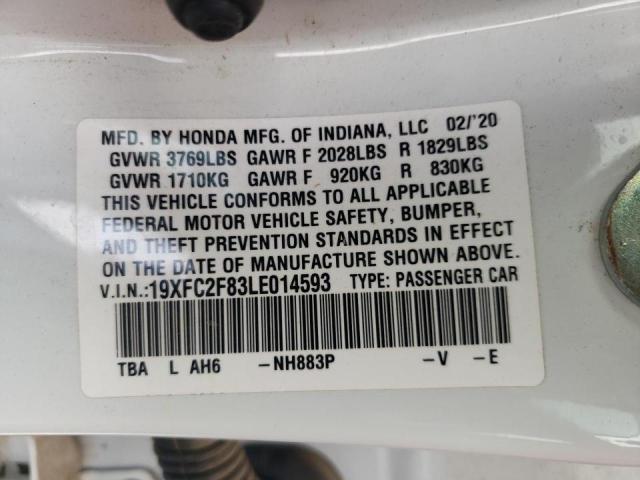 MFD. BY HONDA MFG. OF INDIANA, LLC 02/'20
GVWR 3769LBS GAWR F 2028LBS R 1829LBS
GVWR 1710KG GAWR F 920KG R 830KG
THIS VEHICLE CONFORMS TO ALL APPLICABLE
FEDERAL MOTOR VEHICLE SAFETY, BUMPER,
AND THEFT PREVENTION STANDARDS IN EFFECT
ON THE DATE OF MANUFACTURE SHOWN ABOVE.
V.I.N.:19XFC2F83LE014593 TYPE: PASSENGER CAR
TBA L AH6 -NH883P -V -E